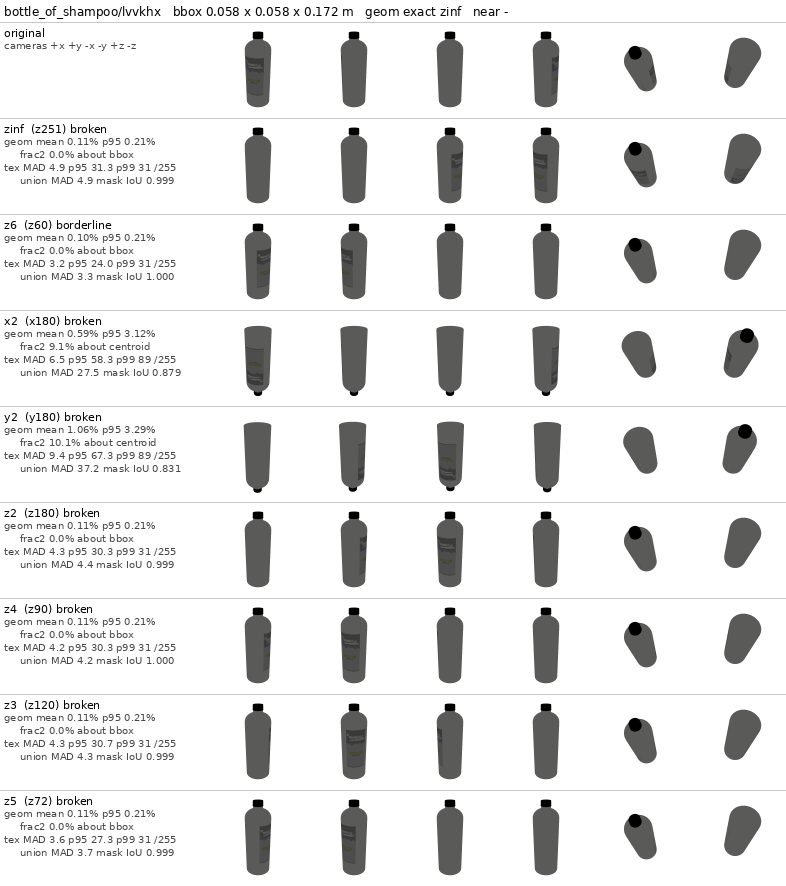 bottle_of_shampoo/lvvkhx bbox 0.058 x 0.058 x 0.172 m geom exact zinf near -
original
cameras +x +y -x -y +z -z
zinf (z251) broken
geom mean 0.11% p95 0.21%
frac2 0.0% about bbox
tex MAD 4.9 p95 31.3 p99 31 /255
union MAD 4.9 mask IoU 0.999
z6 (z60) borderline
geom mean 0.10% p95 0.21%
frac2 0.0% about bbox
tex MAD 3.2 p95 24.0 p99 31 /255
union MAD 3.3 mask IoU 1.000
x2 (x180) broken
geom mean 0.59% p95 3.12%
frac2 9.1% about centroid
tex MAD 6.5 p95 58.3 p99 89 /255
union MAD 27.5 mask IoU 0.879
y2 (y180) broken
geom mean 1.06% p95 3.29%
frac2 10.1% about centroid
tex MAD 9.4 p95 67.3 p99 89 /255
union MAD 37.2 mask IoU 0.831
z2 (z180) broken
geom mean 0.11% p95 0.21%
frac2 0.0% about bbox
tex MAD 4.3 p95 30.3 p99 31 /255
union MAD 4.4 mask IoU 0.999
z4 (z90) broken
geom mean 0.11% p95 0.21%
frac2 0.0% about bbox
tex MAD 4.2 p95 30.3 p99 31 /255
union MAD 4.2 mask IoU 1.000
z3 (z120) broken
geom mean 0.11% p95 0.21%
frac2 0.0% about bbox
tex MAD 4.3 p95 30.7 p99 31 /255
union MAD 4.3 mask IoU 0.999
z5 (z72) broken
geom mean 0.11% p95 0.21%
frac2 0.0% about bbox
tex MAD 3.6 p95 27.3 p99 31 /255
union MAD 3.7 mask IoU 0.999